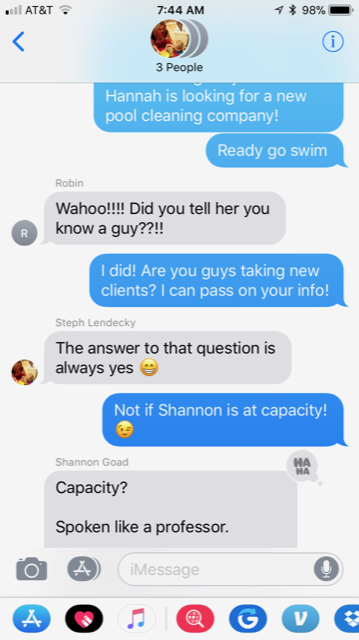 AT&T
7:44 AM
98%
3 People
Hannah is looking for a new
pool cleaning company!
Ready go swim
Robin
Wahoo!!!! Did you tell her you
know a guy??!!
R
I did! Are you guys taking new
clients? I can pass on your info!
Steph Lendecky
The answer to that question is
always yes 😁
Not if Shannon is at capacity!
😉
Shannon Goad
HA
HA
Capacity?
Spoken like a professor.
iMessage